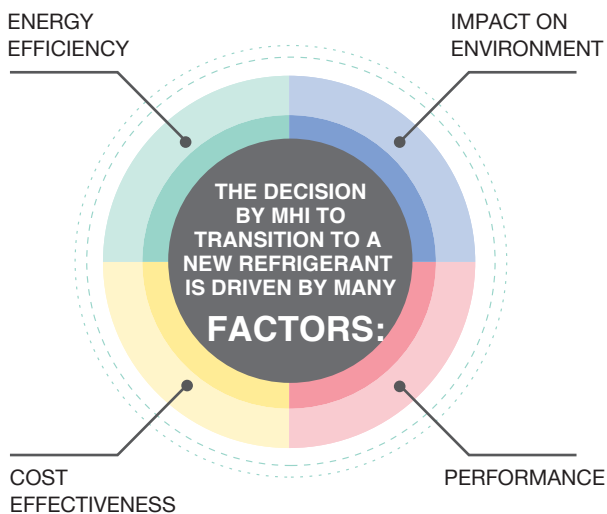 ENERGY
EFFICIENCY
IMPACT ON
ENVIRONMENT
THE DECISION
BY MHI TO
TRANSITION TO A
NEW REFRIGERANT
IS DRIVEN BY MANY
FACTORS:
COST
EFFECTIVENESS
PERFORMANCE